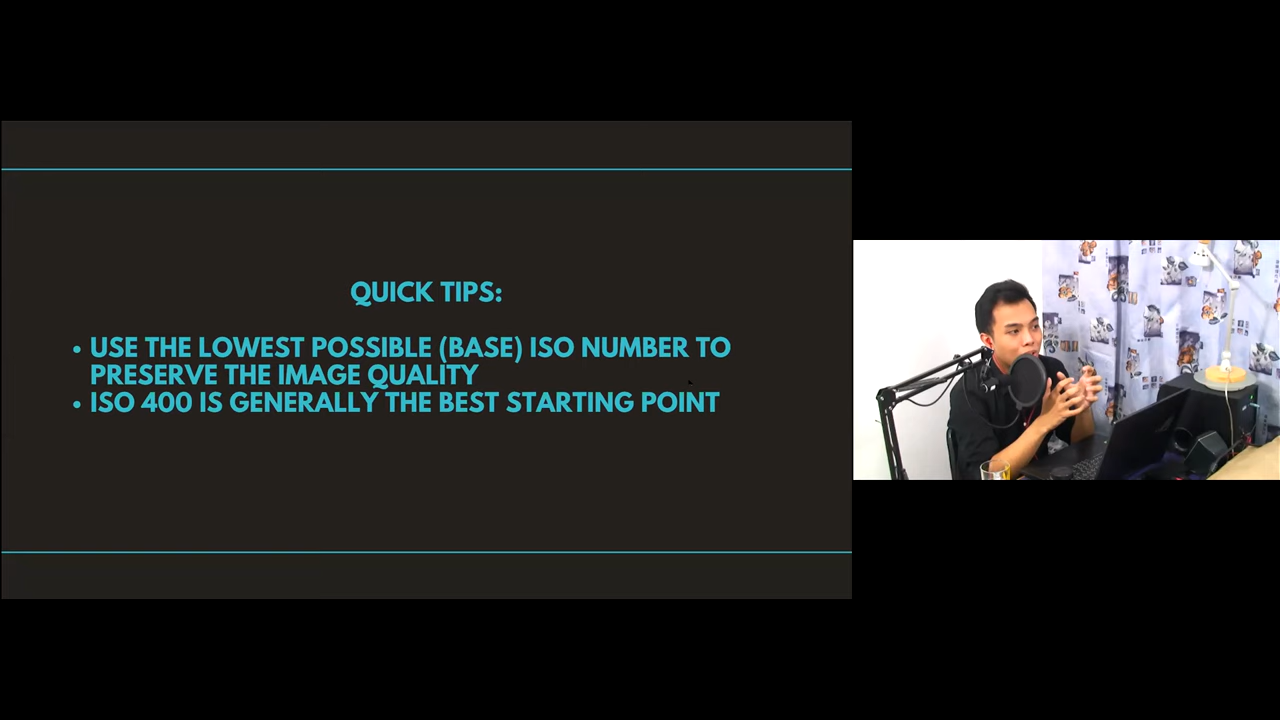 QUICK TIPS:
• USE THE LOWEST POSSIBLE (BASE) ISO NUMBER TO
PRESERVE THE IMAGE QUALITY
• ISO 400 IS GENERALLY THE BEST STARTING POINT